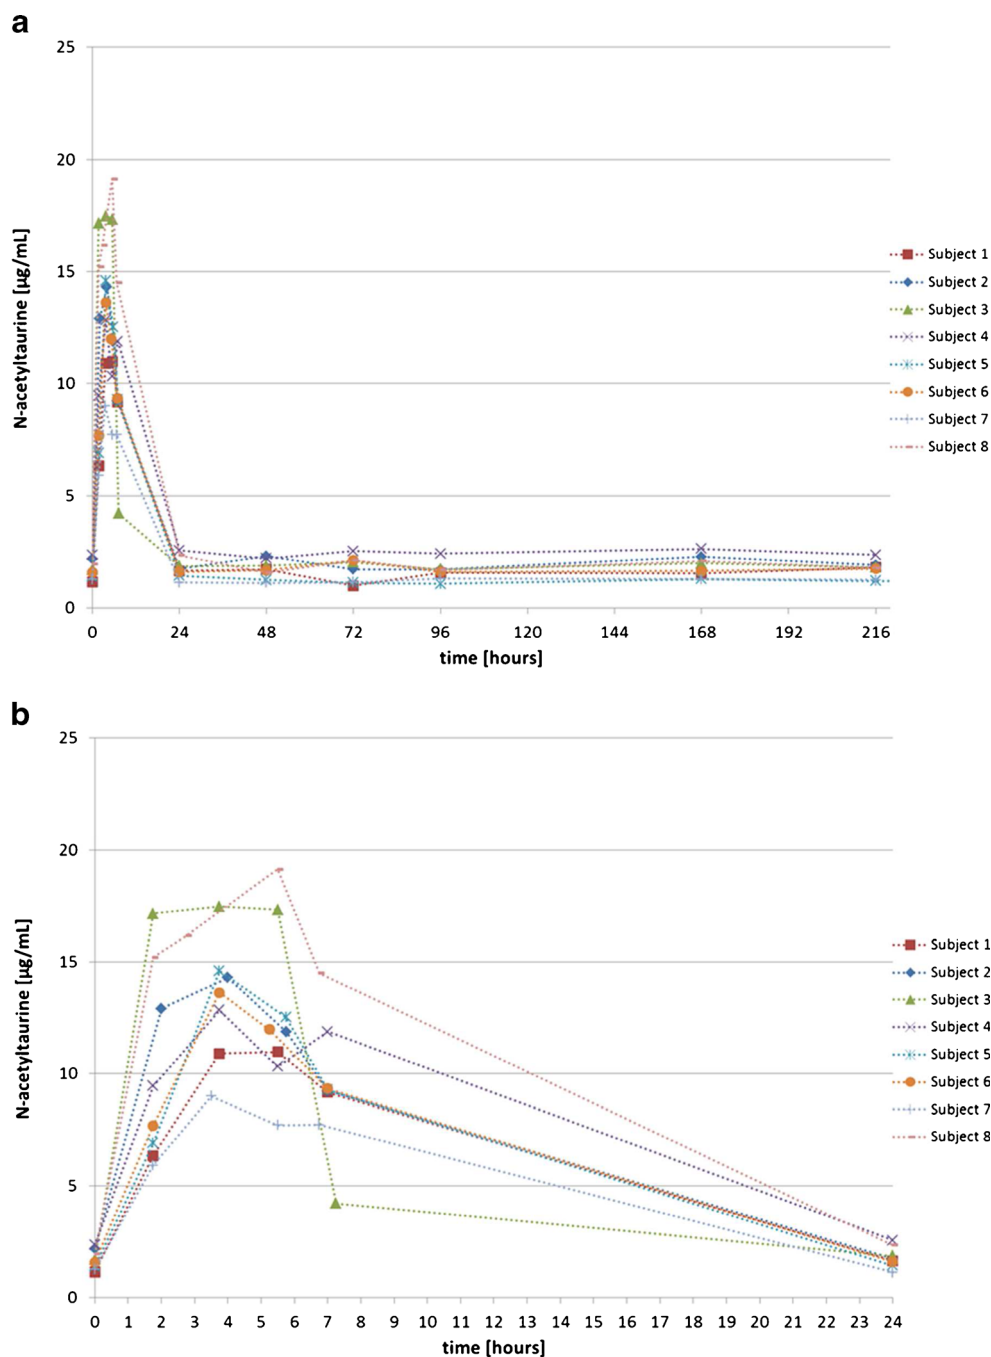 a
25
20
15
10
5
0
N-acetyltaurine [µg/mL]
0 24 48 72 96 120 144 168 192 216
time [hours]
Subject 1
Subject 2
Subject 3
Subject 4
Subject 5
Subject 6
Subject 7
Subject 8
b
25
20
15
10
5
0
N-acetyltaurine [µg/mL]
0 1 2 3 4 5 6 7 8 9 10 11 12 13 14 15 16 17 18 19 20 21 22 23 24
time [hours]
Subject 1
Subject 2
Subject 3
Subject 4
Subject 5
Subject 6
Subject 7
Subject 8